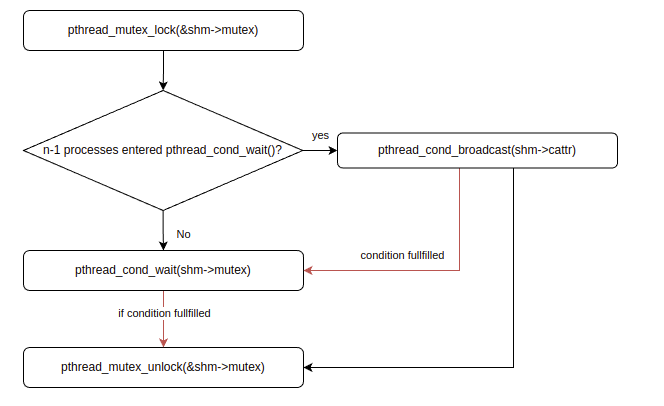 pthread_mutex_lock(&shm->mutex)
n-1 processes entered pthread_cond_wait()?
yes
pthread_cond_broadcast(shm->cattr)
No
condition fullfilled
pthread_cond_wait(shm->mutex)
if condition fullfilled
pthread_mutex_unlock(&shm->mutex)